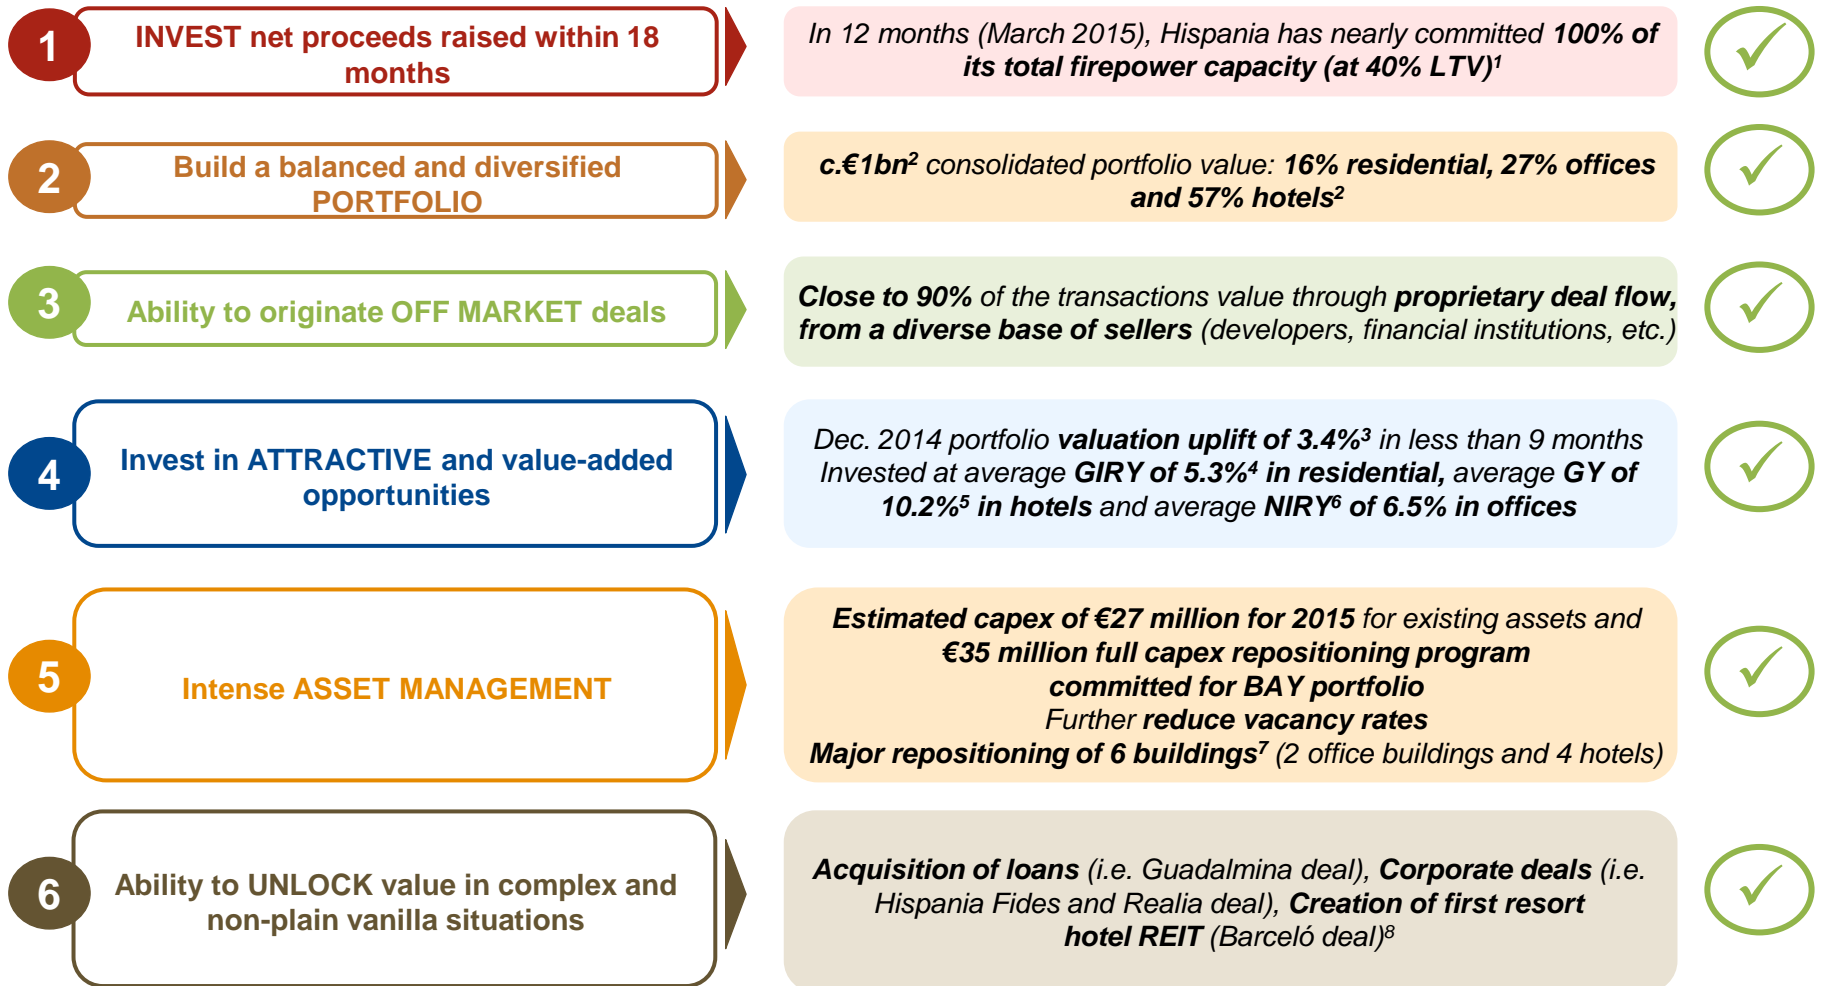 1
INVEST net proceeds raised within 18
months
In 12 months (March 2015), Hispania has nearly committed 100% of
its total firepower capacity (at 40% LTV)1
2
Build a balanced and diversified
PORTFOLIO
c.€1bn2 consolidated portfolio value: 16% residential, 27% offices
and 57% hotels2
3
Ability to originate OFF MARKET deals
Close to 90% of the transactions value through proprietary deal flow,
from a diverse base of sellers (developers, financial institutions, etc.)
4
Invest in ATTRACTIVE and value-added
opportunities
Dec. 2014 portfolio valuation uplift of 3.4%3 in less than 9 months
Invested at average GIRY of 5.3%4 in residential, average GY of
10.2%5 in hotels and average NIRY6 of 6.5% in offices
5
Intense ASSET MANAGEMENT
Estimated capex of €27 million for 2015 for existing assets and
€35 million full capex repositioning program
committed for BAY portfolio
Further reduce vacancy rates
Major repositioning of 6 buildings7 (2 office buildings and 4 hotels)
6
Ability to UNLOCK value in complex and
non-plain vanilla situations
Acquisition of loans (i.e. Guadalmina deal), Corporate deals (i.e.
Hispania Fides and Realia deal), Creation of first resort
hotel REIT (Barceló deal)8